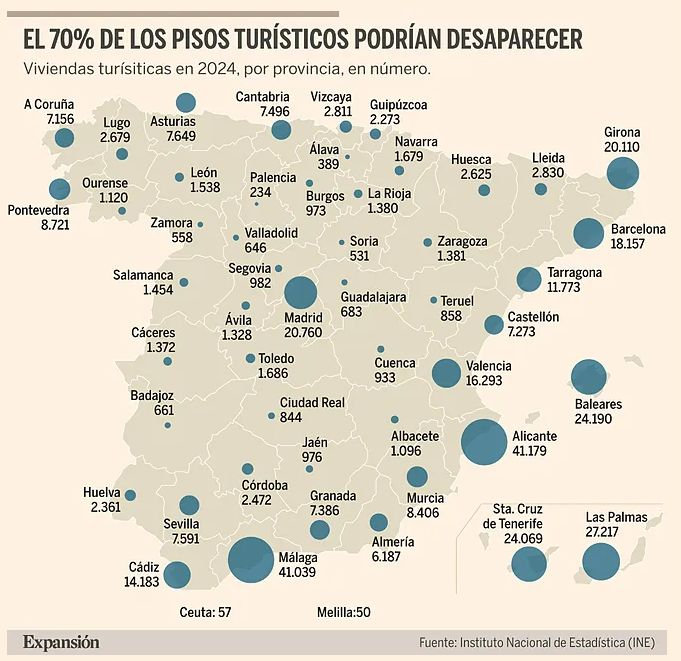 EL 70% DE LOS PISOS TURÍSTICOS PODRÍAN DESAPARECER
Viviendas turísiticas en 2024, por provincia, en número.
A Coruña
7.156
Lugo
2.679
Asturias
7.649
Cantabria
7.496
Vizcaya
2.811
Guipúzcoa
2.273
Álava
389
Navarra
1.679
Huesca
2.625
Lleida
2.830
Girona
20.110
Pontevedra
8.721
Ourense
1.120
León
1.538
Palencia
234
Burgos
973
La Rioja
1.380
Barcelona
18.157
Zamora
558
Valladolid
646
Soria
531
Zaragoza
1.381
Tarragona
11.773
Salamanca
1.454
Segovia
982
Ávila
1.328
Madrid
20.760
Guadalajara
683
Teruel
858
Castellón
7.273
Cáceres
1.372
Toledo
1.686
Cuenca
933
Valencia
16.293
Baleares
24.190
Badajoz
661
Ciudad Real
844
Albacete
1.096
Alicante
41.179
Jaén
976
Córdoba
2.472
Granada
7.386
Murcia
8.406
Huelva
2.361
Sevilla
7.591
Almería
6.187
Cádiz
14.183
Málaga
41.039
Sta. Cruz
de Tenerife
24.069
Las Palmas
27.217
Ceuta: 57
Melilla:50
Expansión
Fuente: Instituto Nacional de Estadística (INE)